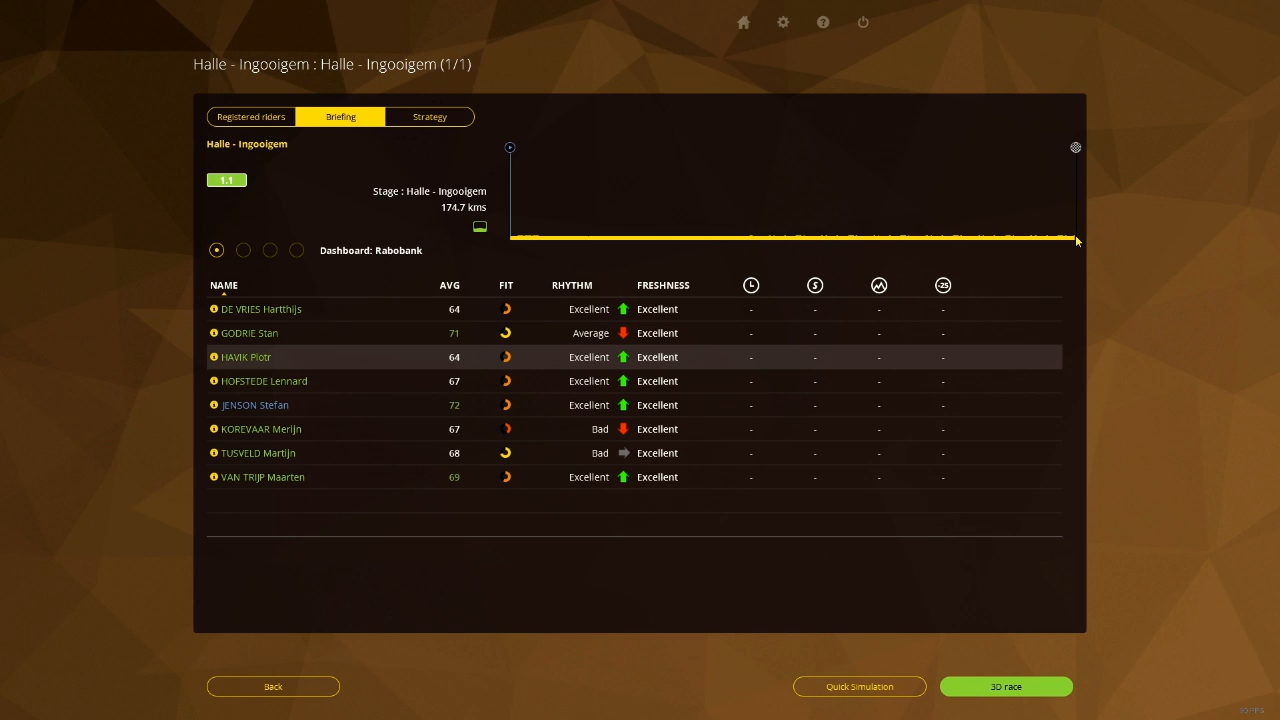 Halle - Ingooigem : Halle - Ingooigem (1/1)
Registered riders Briefing Strategy
Halle - Ingooigem
1.1
Stage : Halle - Ingooigem
174.7 kms
Dashboard: Rabobank
NAME AVG FIT RHYTHM FRESHNESS S -25
DE VRIES Hartthijs 64 Excellent Excellent - - - -
GODRIE Stan 71 Average Excellent - - - -
HAVIK Piotr 64 Excellent Excellent - - - -
HOFSTEDE Lennard 67 Excellent Excellent - - - -
JENSON Stefan 72 Excellent Excellent - - - -
KOREVAAR Merijn 67 Bad Excellent - - - -
TUSVELD Martijn 68 Bad Excellent - - - -
VAN TRIJP Maarten 69 Excellent Excellent - - - -
Back Quick Simulation 3D race